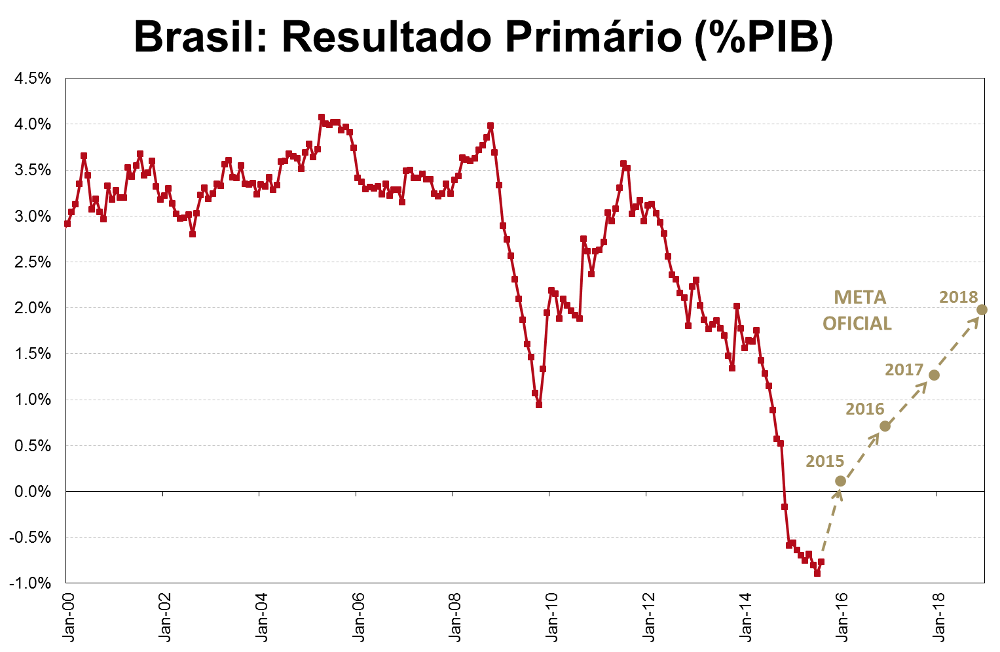 Brasil: Resultado Primário (%PIB)
4.5%
4.0%
3.5%
3.0%
2.5%
2.0%
1.5%
1.0%
0.5%
0.0%
-0.5%
-1.0%
META
OFICIAL
2018
2017
2016
2015
Jan-00
Jan-02
Jan-04
Jan-06
Jan-08
Jan-10
Jan-12
Jan-14
Jan-16
Jan-18